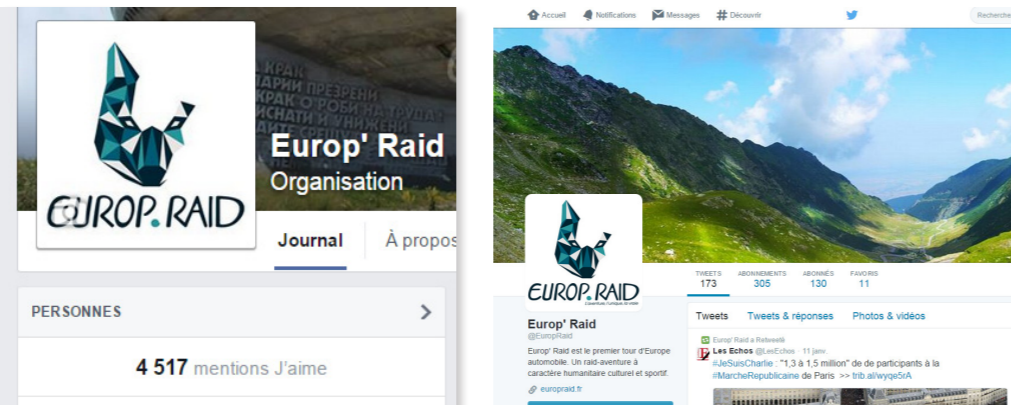 КРАК
ПРЕЗРЕНИ
КРАК О РОБИ НА ТРУДА
EUROP. RAID
Europ' Raid
Organisation
Journal
À propos
PERSONNES
4 517 mentions J'aime
Accueil
Notifications
Messages
Découvrir
Recherche
EUROP. RAID
TWEETS
ABONNEMENTS
ABONNÉS
FAVORIS
173
305
130
11
Tweets
Tweets & réponses
Photos & vidéos
Europ' Raid
@EuropRaid
Europ' Raid est le premier tour d'Europe
automobile. Un raid-aventure à
caractère humanitaire culturel et sportif.
europraid.fr
Europ' Raid a Retweeté
Les Echos @LesEchos · 11 janv.
#JeSuisCharlie : "1,3 à 1,5 million" de de participants à la
#MarcheRepublicaine de Paris >> trib.al/wyqe5rA